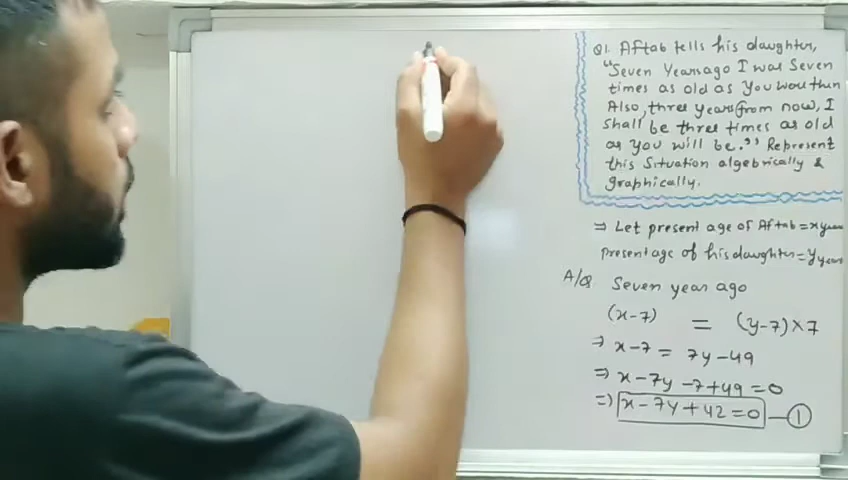 Q1. Aftab tells his daughter,
"Seven Years ago I was Seven
times as old as You were then
Also, three years from now, I
shall be three times as old
as You will be." Represent
this Situation algebrically &
graphically.
⇒ Let present age of Aftab = x years
Present age of his daughter = y years
A/Q Seven year ago
(x-7) = (y-7)×7
⇒ x-7 = 7y-49
⇒ x-7y-7+49=0
⇒ x-7y+42=0 —①